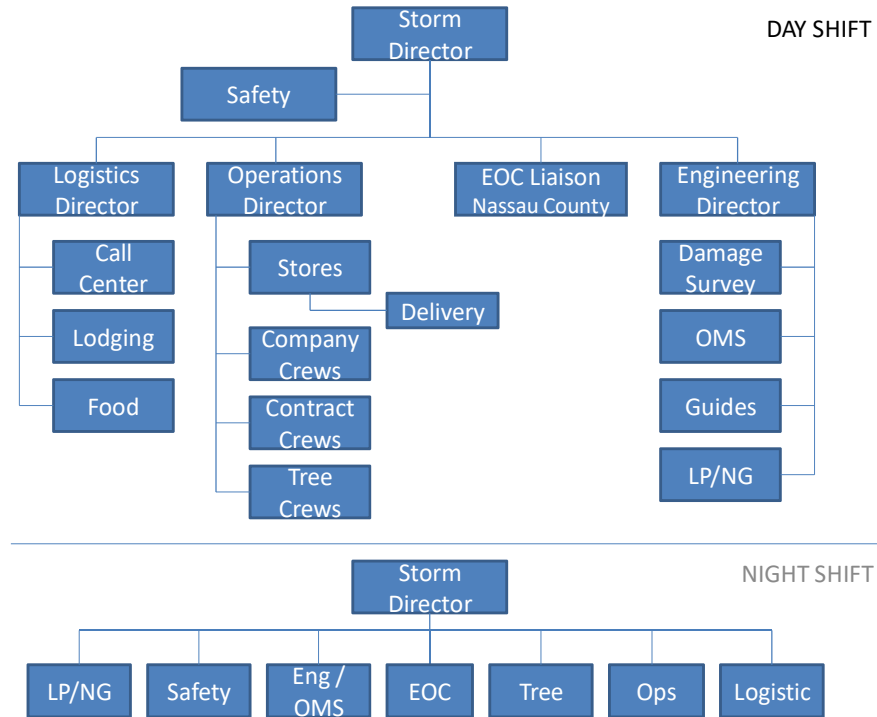 Storm
Director
DAY SHIFT
Safety
Logistics
Director
Operations
Director
EOC Liaison
Nassau County
Engineering
Director
Call
Center
Stores
Damage
Survey
Delivery
Lodging
Company
Crews
OMS
Food
Contract
Crews
Guides
Tree
Crews
LP/NG
NIGHT SHIFT
Storm
Director
LP/NG
Safety
Eng /
OMS
EOC
Tree
Ops
Logistic